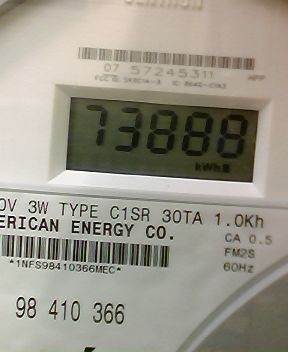 07 57245311
73888
kWh
0V 3W TYPE C1SR 30TA 1.0Kh
ERICAN ENERGY CO.
CA 0.5
FM2S
60Hz
*1NFS98410366MEC*
98 410 366